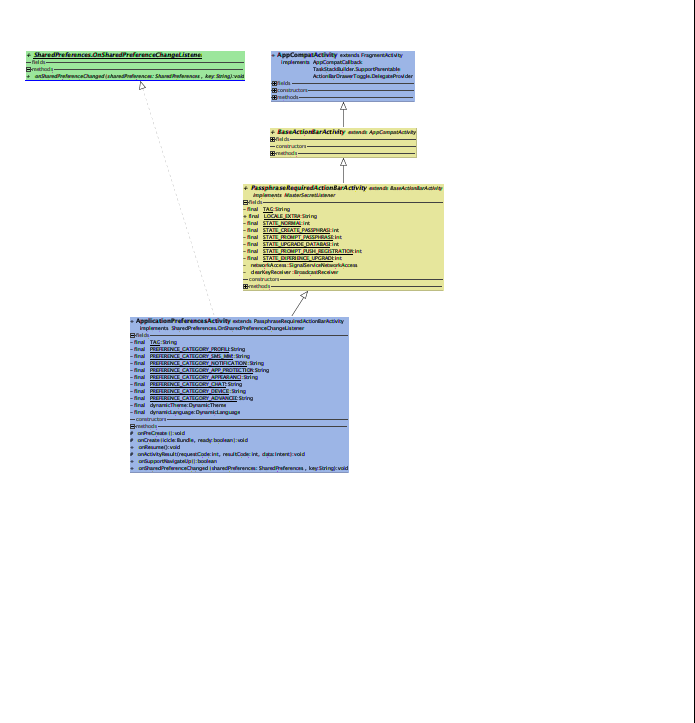 + SharedPreferences.OnSharedPreferenceChangeListene
fields
methods
+ onSharedPreferenceChanged (sharedPreferences: SharedPreferences , key: String): void
+ AppCompatActivity extends FragmentActivity
implements AppCompatCallback
TaskStackBuilder.SupportParentable
ActionBarDrawerToggle.DelegateProvider
fields
constructors
methods
+ BaseActionBarActivity extends AppCompatActivity
fields
constructors
methods
+ PassphraseRequiredActionBarActivity extends BaseActionBarActivity
implements MasterSecretListener
fields
- final TAG:String
+ final LOCALE_EXTRA:String
- final STATE_NORMAL:int
- final STATE_CREATE_PASSPHRAS:int
- final STATE_PROMPT_PASSPHRASE:int
- final STATE_UPGRADE_DATABASE:int
- final STATE_PROMPT_PUSH_REGISTRATION:int
- final STATE_EXPERIENCE_UPGRADE:int
- networkAccess :SignalServiceNetworkAccess
- clearKeyReceiver :BroadcastReceiver
constructors
methods
+ ApplicationPreferencesActivity extends PassphraseRequiredActionBarActivity
implements SharedPreferences.OnSharedPreferenceChangeListener
fields
- final TAG:String
- final PREFERENCE_CATEGORY_PROFILE:String
- final PREFERENCE_CATEGORY_SMS_MMS:String
- final PREFERENCE_CATEGORY_NOTIFICATION:String
- final PREFERENCE_CATEGORY_APP_PROTECTION:String
- final PREFERENCE_CATEGORY_APPEARANC:String
- final PREFERENCE_CATEGORY_CHAT:String
- final PREFERENCE_CATEGORY_DEVICE:String
- final PREFERENCE_CATEGORY_ADVANCED:String
- final dynamicTheme:DynamicTheme
- final dynamicLanguage:DynamicLanguage
constructors
methods
# onPreCreate (): void
# onCreate (icicle: Bundle, ready: boolean ): void
+ onResume(): void
# onActivityResult (requestCode: int, resultCode: int, data: Intent): void
+ onSupportNavigateUp (): boolean
+ onSharedPreferenceChanged (sharedPreferences: SharedPreferences , key:String): void